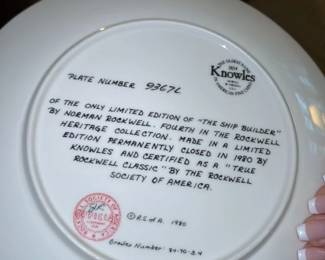 PLATE NUMBER 9367L
Knowles
OF THE ONLY LIMITED EDITION OF "THE SHIP BUILDER"
BY NORMAN ROCKWELL. FOURTH IN THE ROCKWELL
HERITAGE COLLECTION. MADE IN A LIMITED
EDITION PERMANENTLY CLOSED IN 1980 BY
KNOWLES AND CERTIFIED AS A "TRUE
ROCKWELL CLASSIC" BY THE ROCKWELL
SOCIETY OF AMERICA.
© R.S. of A. 1980